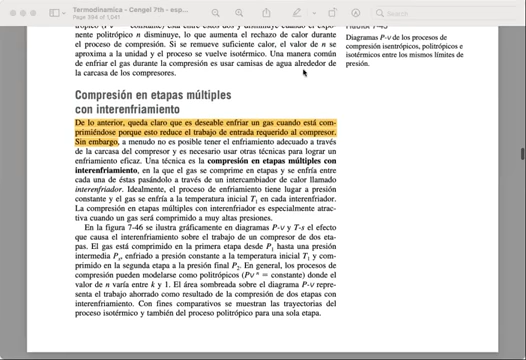 Termodinamica - Cengel 7th - esp...
Page 394 of 1,041
Search
nente politrópico n disminuye, lo que aumenta el rechazo de calor durante
el proceso de compresión. Si se remueve suficiente calor, el valor de n se
aproxima a la unidad y el proceso se vuelve isotérmico. Una manera común
de enfriar el gas durante la compresión es usar camisas de agua alrededor de
la carcasa de los compresores.
Diagramas P-v de los procesos de
compresión isentrópicos, politrópicos e
isotérmicos entre los mismos límites de
presión.
Compresión en etapas múltiples
con interenfriamiento
De lo anterior, queda claro que es deseable enfriar un gas cuando está com-
primiéndose porque esto reduce el trabajo de entrada requerido al compresor.
Sin embargo, a menudo no es posible tener el enfriamiento adecuado a través
de la carcasa del compresor y es necesario usar otras técnicas para lograr un
enfriamiento eficaz. Una técnica es la compresión en etapas múltiples con
interenfriamiento, en la que el gas se comprime en etapas y se enfría entre
cada una de éstas pasándolo a través de un intercambiador de calor llamado
interenfriador. Idealmente, el proceso de enfriamiento tiene lugar a presión
constante y el gas se enfría a la temperatura inicial T1 en cada interenfriador.
La compresión en etapas múltiples con interenfriador es especialmente atrac-
tiva cuando un gas será comprimido a muy altas presiones.
En la figura 7-46 se ilustra gráficamente en diagramas P-v y T-s el efecto
que causa el interenfriamiento sobre el trabajo de un compresor de dos eta-
pas. El gas está comprimido en la primera etapa desde P1 hasta una presión
intermedia Px, enfriado a presión constante a la temperatura inicial T1 y com-
primido en la segunda etapa a la presión final P2. En general, los procesos de
compresión pueden modelarse como politrópicos (Pv^n = constante) donde el
valor de n varía entre k y 1. El área sombreada sobre el diagrama P-v repre-
senta el trabajo ahorrado como resultado de la compresión de dos etapas con
interenfriamiento. Con fines comparativos se muestran las trayectorias del
proceso isotérmico y también del proceso politrópico para una sola etapa.